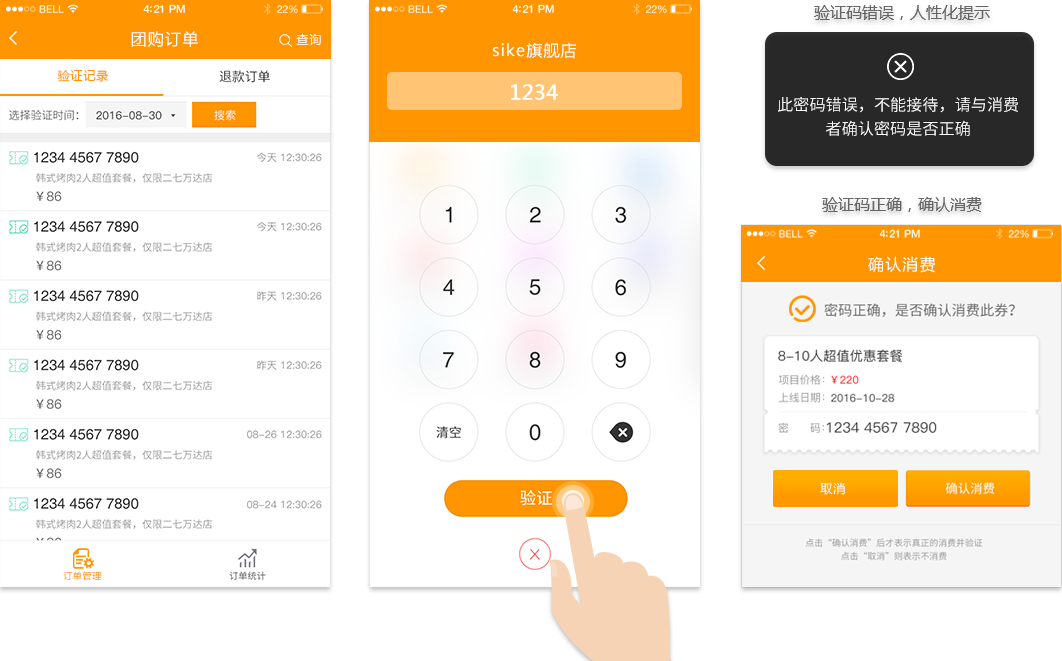 BELL
4:21 PM
22%
团购订单
查询
验证记录
退款订单
选择验证时间：
2016-08-30
搜索
1234 4567 7890
今天 12:30:26
韩式烤肉2人超值套餐，仅限二七万达店
￥86
1234 4567 7890
今天 12:30:26
韩式烤肉2人超值套餐，仅限二七万达店
￥86
1234 4567 7890
昨天 12:30:26
韩式烤肉2人超值套餐，仅限二七万达店
￥86
1234 4567 7890
昨天 12:30:26
韩式烤肉2人超值套餐，仅限二七万达店
￥86
1234 4567 7890
08-26 12:30:26
韩式烤肉2人超值套餐，仅限二七万达店
￥86
1234 4567 7890
08-24 12:30:26
韩式烤肉2人超值套餐，仅限二七万达店
￥86
订单管理
订单统计
BELL
4:21 PM
22%
sike旗舰店
1234
1
2
3
4
5
6
7
8
9
清空
0
验证
验证码错误，人性化提示
此密码错误，不能接待，请与消费
者确认密码是否正确
验证码正确，确认消费
BELL
4:21 PM
22%
确认消费
密码正确，是否确认消费此券？
8-10人超值优惠套餐
项目价格：￥220
上线日期：2016-10-28
密 码：1234 4567 7890
取消
确认消费
点击“确认消费”后才表示真正的消费并验证
点击“取消”则表示不消费